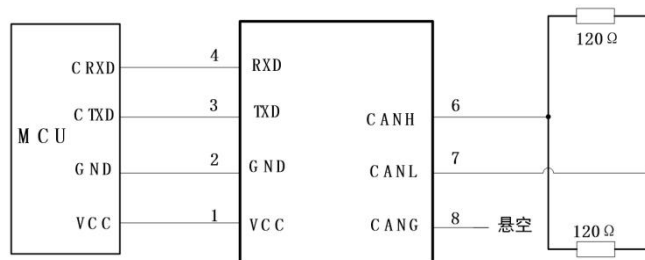 120Ω
CRXD 4 RXD
CTXD 3 TXD CANH 6
MCU
GND 2 GND CANL 7
VCC 1 VCC CANG 8 悬空
120Ω